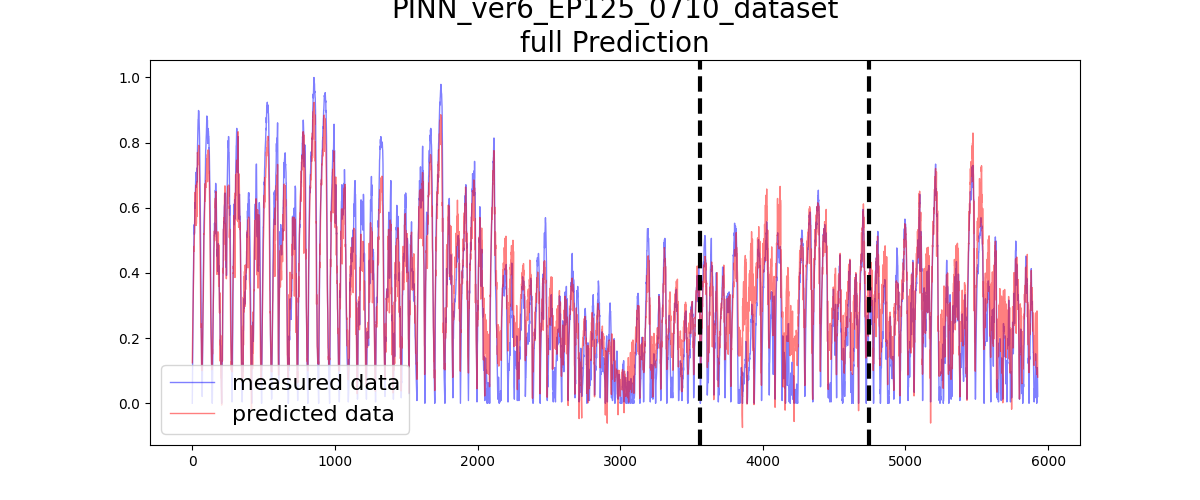 PINN_ver6_EP125_0710_dataset
full Prediction
1.0
0.8
0.6
0.4
0.2
0.0
measured data
predicted data
0 1000 2000 3000 4000 5000 6000